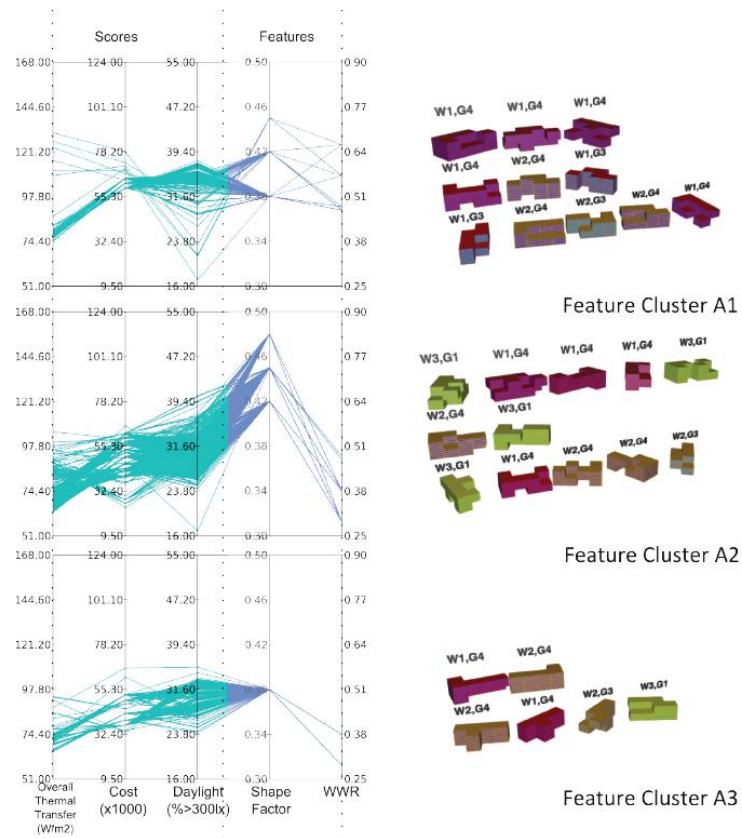 Scores Features
168.00 124.00 55.00 0.50 0.90
144.60 101.10 47.20 0.46 0.77
121.20 78.20 39.40 0.42 0.64
97.80 55.30 31.60 0.38 0.51
74.40 32.40 23.80 0.34 0.38
51.00 9.50 16.00 0.30 0.25
W1,G4 W1,G4 W1,G4
W1,G4 W2,G4 W1,G3
W1,G3 W2,G4 W2,G3 W2,G4 W1,G4
Feature Cluster A1
168.00 124.00 55.00 0.50 0.90
144.60 101.10 47.20 0.46 0.77
121.20 78.20 39.40 0.42 0.64
97.80 55.30 31.60 0.38 0.51
74.40 32.40 23.80 0.34 0.38
51.00 9.50 16.00 0.30 0.25
W3,G1 W1,G4 W1,G4 W1,G4 W3,G1
W2,G4 W3,G1
W3,G1 W1,G4 W2,G4 W2,G4 W2,G3
Feature Cluster A2
168.00 124.00 55.00 0.50 0.90
144.60 101.10 47.20 0.46 0.77
121.20 78.20 39.40 0.42 0.64
97.80 55.30 31.60 0.38 0.51
74.40 32.40 23.80 0.34 0.38
51.00 9.50 16.00 0.30 0.25
W1,G4 W2,G4
W2,G4 W1,G4 W2,G3 W3,G1
Feature Cluster A3
Overall
Thermal
Transfer
(Wfm2)
Cost
(x1000)
Daylight
(%>300lx)
Shape
Factor
WWR